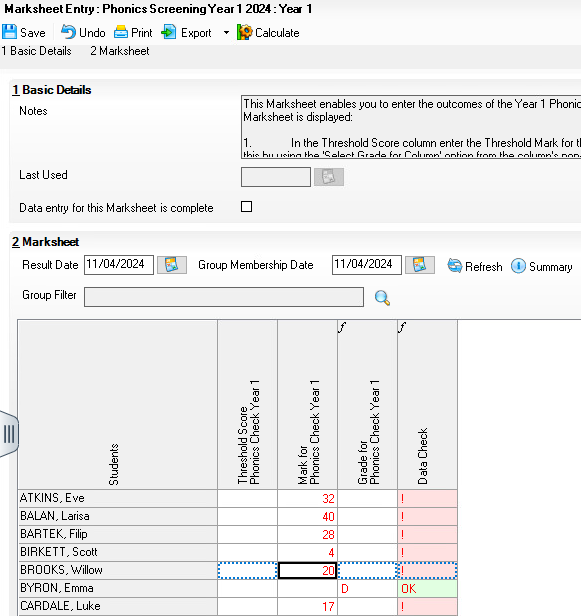 Marksheet Entry : Phonics Screening Year 1 2024 : Year 1
Save Undo Print Export Calculate
1 Basic Details 2 Marksheet
1 Basic Details
Notes
This Marksheet enables you to enter the outcomes of the Year 1 Phonic
Marksheet is displayed:
1. In the Threshold Score column enter the Threshold Mark for th
this by using the 'Select Grade for Column' option from the column's pop-
Last Used
Data entry for this Marksheet is complete
2 Marksheet
Result Date 11/04/2024 Group Membership Date 11/04/2024 Refresh Summary
Group Filter
f f
Students
Threshold Score
Phonics Check Year 1
Mark for
Phonics Check Year 1
Grade for
Phonics Check Year 1
Data Check
ATKINS, Eve 32 !
BALAN, Larisa 40 !
BARTEK, Filip 28 !
BIRKETT, Scott 4 !
BROOKS, Willow 20 !
BYRON, Emma D OK
CARDALE, Luke 17 !